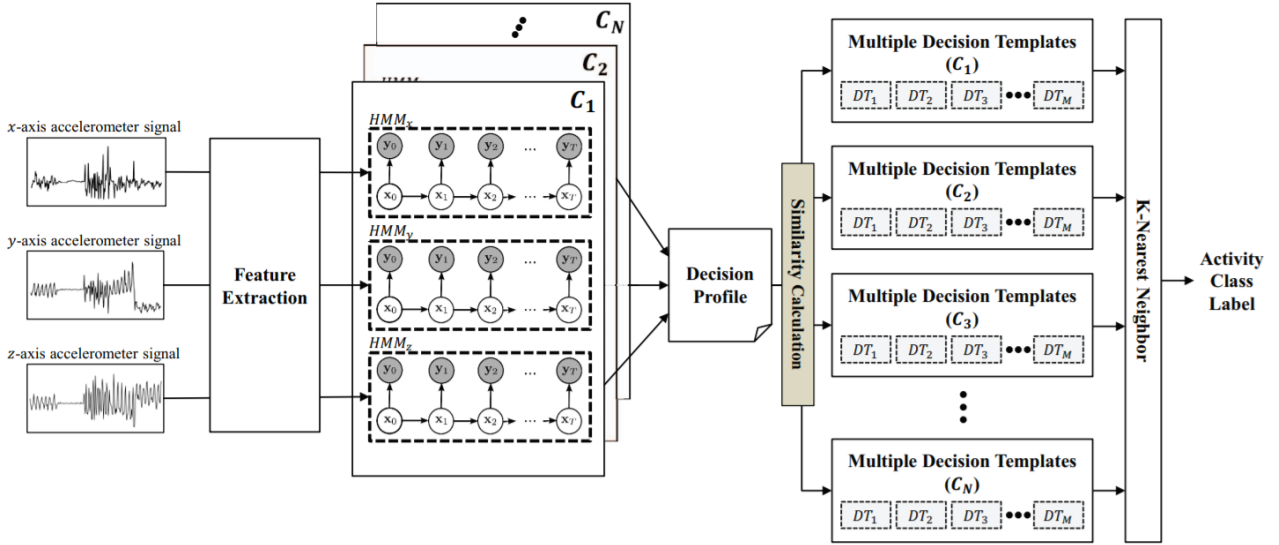 x-axis accelerometer signal
y-axis accelerometer signal
z-axis accelerometer signal
Feature
Extraction
C_N
C_2
HMM
C_1
HMM_x
y_0 y_1 y_2 ... y_T
x_0 x_1 x_2 ... x_T
HMM_y
y_0 y_1 y_2 ... y_T
x_0 x_1 x_2 ... x_T
HMM_z
y_0 y_1 y_2 ... y_T
x_0 x_1 x_2 ... x_T
Decision
Profile
Similarity Calculation
Multiple Decision Templates
(C_1)
DT_1 DT_2 DT_3 ●●● DT_M
Multiple Decision Templates
(C_2)
DT_1 DT_2 DT_3 ●●● DT_M
Multiple Decision Templates
(C_3)
DT_1 DT_2 DT_3 ●●● DT_M
Multiple Decision Templates
(C_N)
DT_1 DT_2 DT_3 ●●● DT_M
K-Nearest Neighbor
Activity
Class
Label